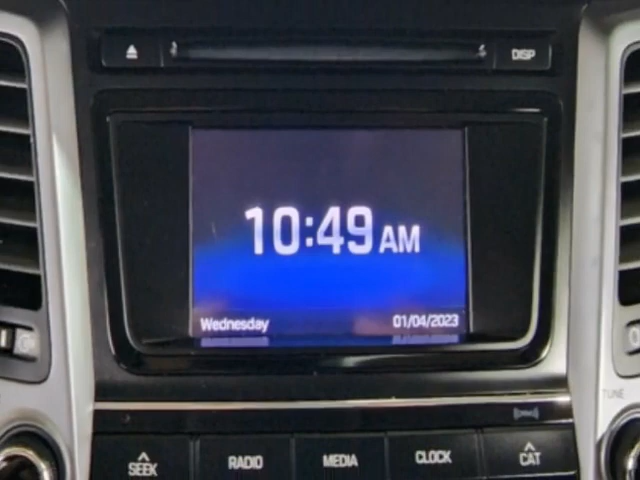 DISP
10:49 AM
Wednesday 01/04/2023
TUNE
SEEK RADIO MEDIA CLOCK CAT